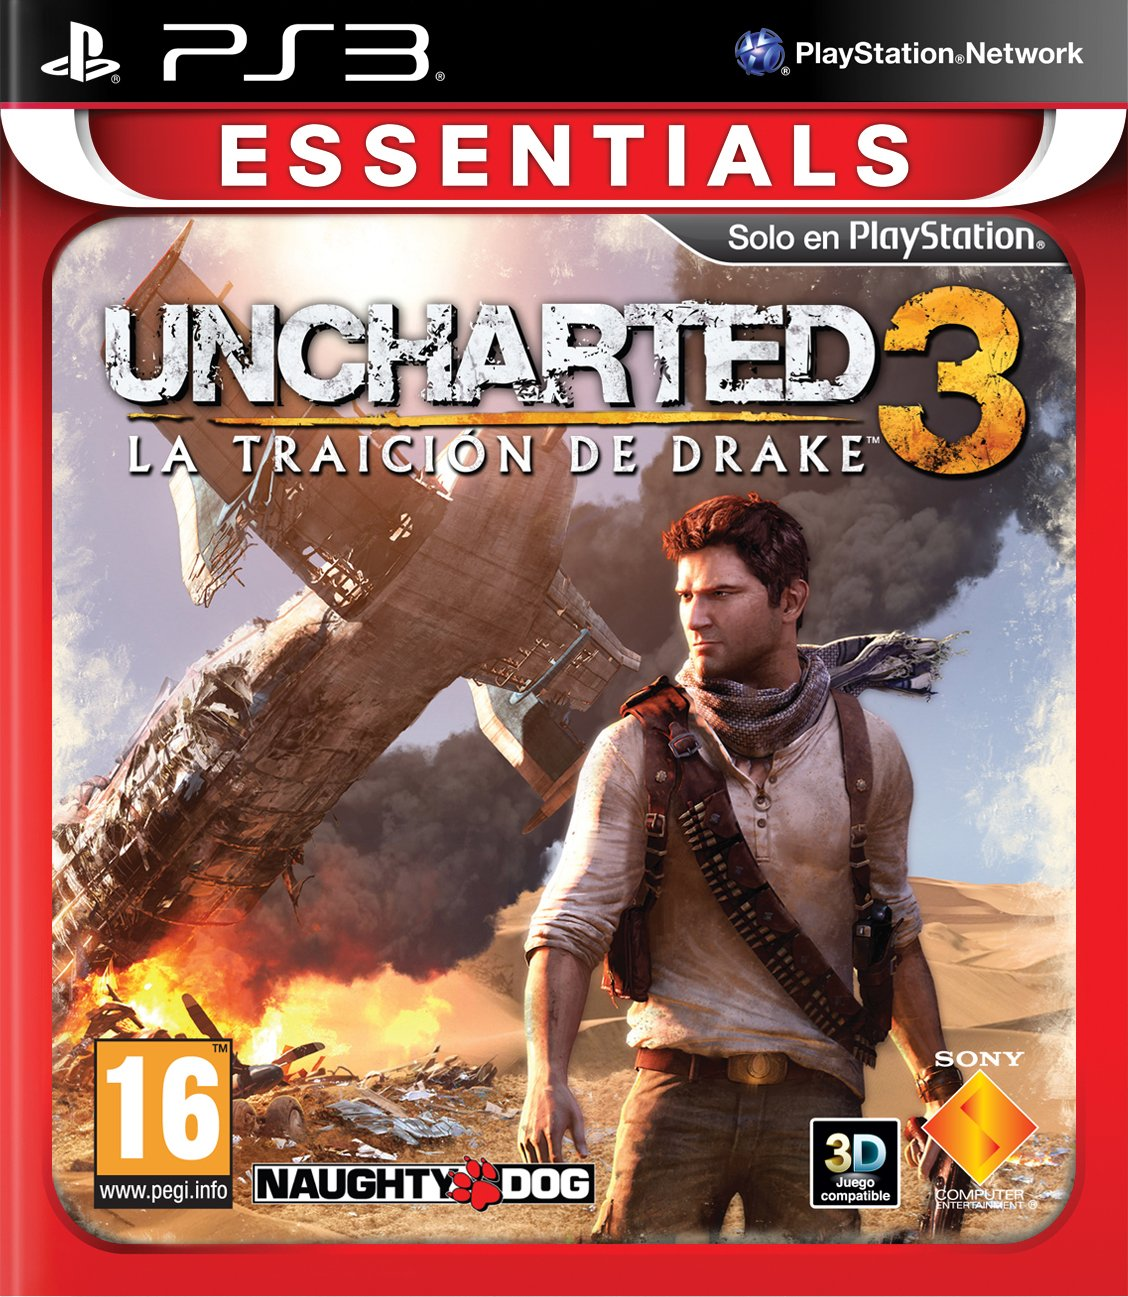 PS3
PlayStation®Network
ESSENTIALS
Solo en PlayStation®
UNCHARTED 3
LA TRAICIÓN DE DRAKE™
16™
www.pegi.info
NAUGHTY DOG
3D
Juego
compatible
SONY
COMPUTER
ENTERTAINMENT®